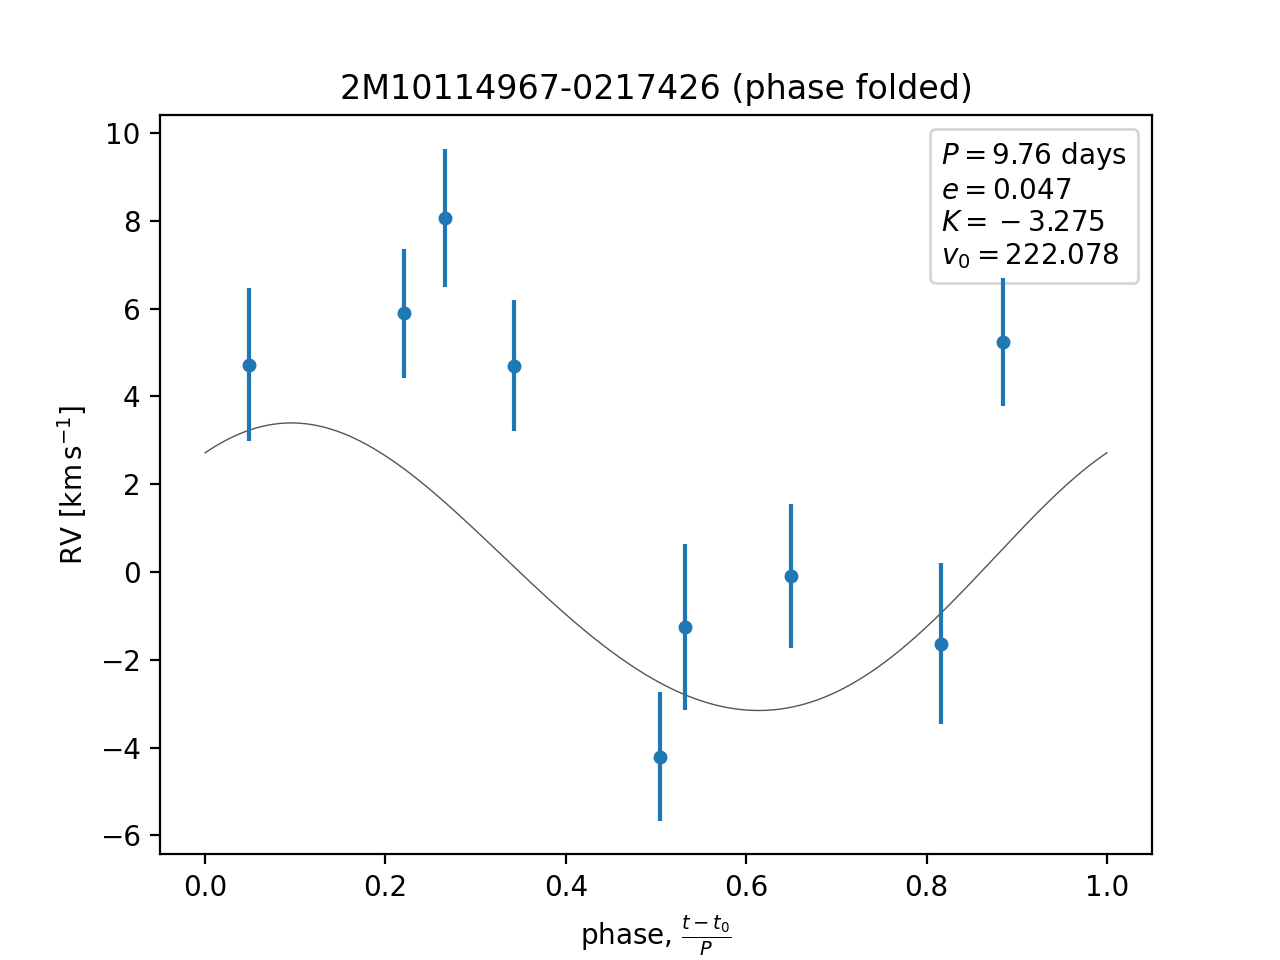 2M10114967-0217426 (phase folded)
P = 9.76 days
e = 0.047
K = −3.275
v₀ = 222.078
10
8
6
4
2
0
−2
−4
−6
RV [km s⁻¹]
0.0 0.2 0.4 0.6 0.8 1.0
phase, (t − t₀)/P